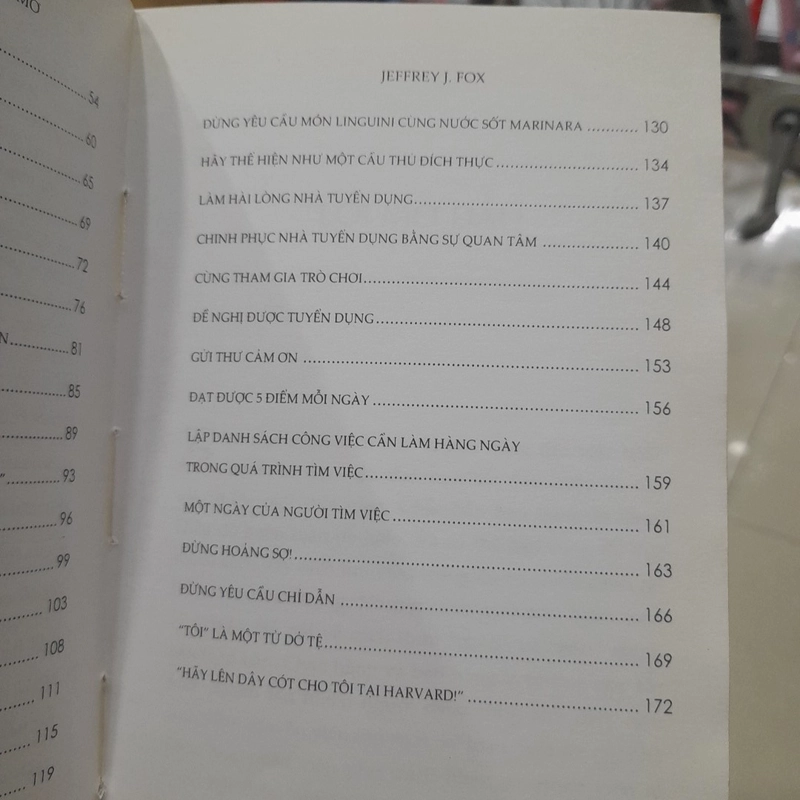 MƠ
54
60
65
69
72
76
N 81
85
89
” 93
96
99
103
108
111
115
119
JEFFREY J. FOX
ĐỪNG YÊU CẦU MÓN LINGUINI CÙNG NƯỚC SỐT MARINARA ........... 130
HÃY THỂ HIỆN NHƯ MỘT CẦU THỦ ĐÍCH THỰC ........... 134
LÀM HÀI LÒNG NHÀ TUYỂN DỤNG ........... 137
CHINH PHỤC NHÀ TUYỂN DỤNG BẰNG SỰ QUAN TÂM ........... 140
CÙNG THAM GIA TRÒ CHƠI ........... 144
ĐỀ NGHỊ ĐƯỢC TUYỂN DỤNG ........... 148
GỬI THƯ CẢM ƠN ........... 153
ĐẠT ĐƯỢC 5 ĐIỂM MỖI NGÀY ........... 156
LẬP DANH SÁCH CÔNG VIỆC CẦN LÀM HÀNG NGÀY
TRONG QUÁ TRÌNH TÌM VIỆC ........... 159
MỘT NGÀY CỦA NGƯỜI TÌM VIỆC ........... 161
ĐỪNG HOẢNG SỢ! ........... 163
ĐỪNG YÊU CẦU CHỈ DẪN ........... 166
“TÔI” LÀ MỘT TỪ DỞ TỆ ........... 169
“HÃY LÊN DÂY CÓT CHO TÔI TẠI HARVARD!” ........... 172